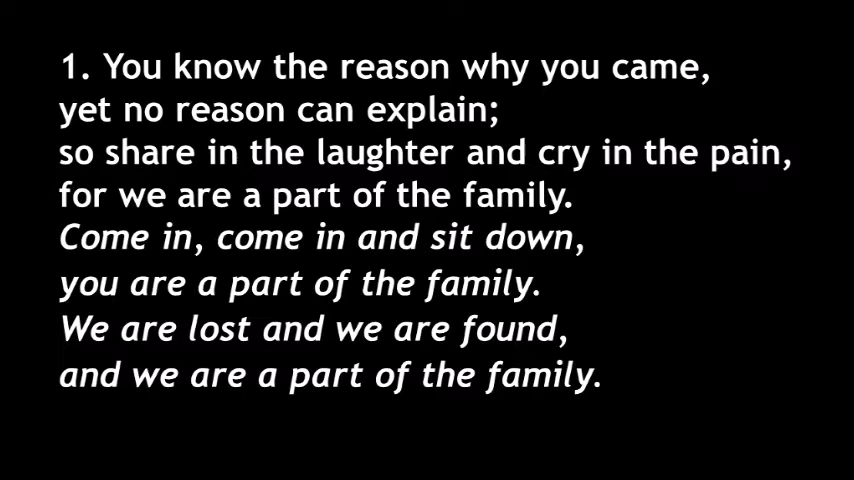 1. You know the reason why you came,
yet no reason can explain;
so share in the laughter and cry in the pain,
for we are a part of the family.
Come in, come in and sit down,
you are a part of the family.
We are lost and we are found,
and we are a part of the family.